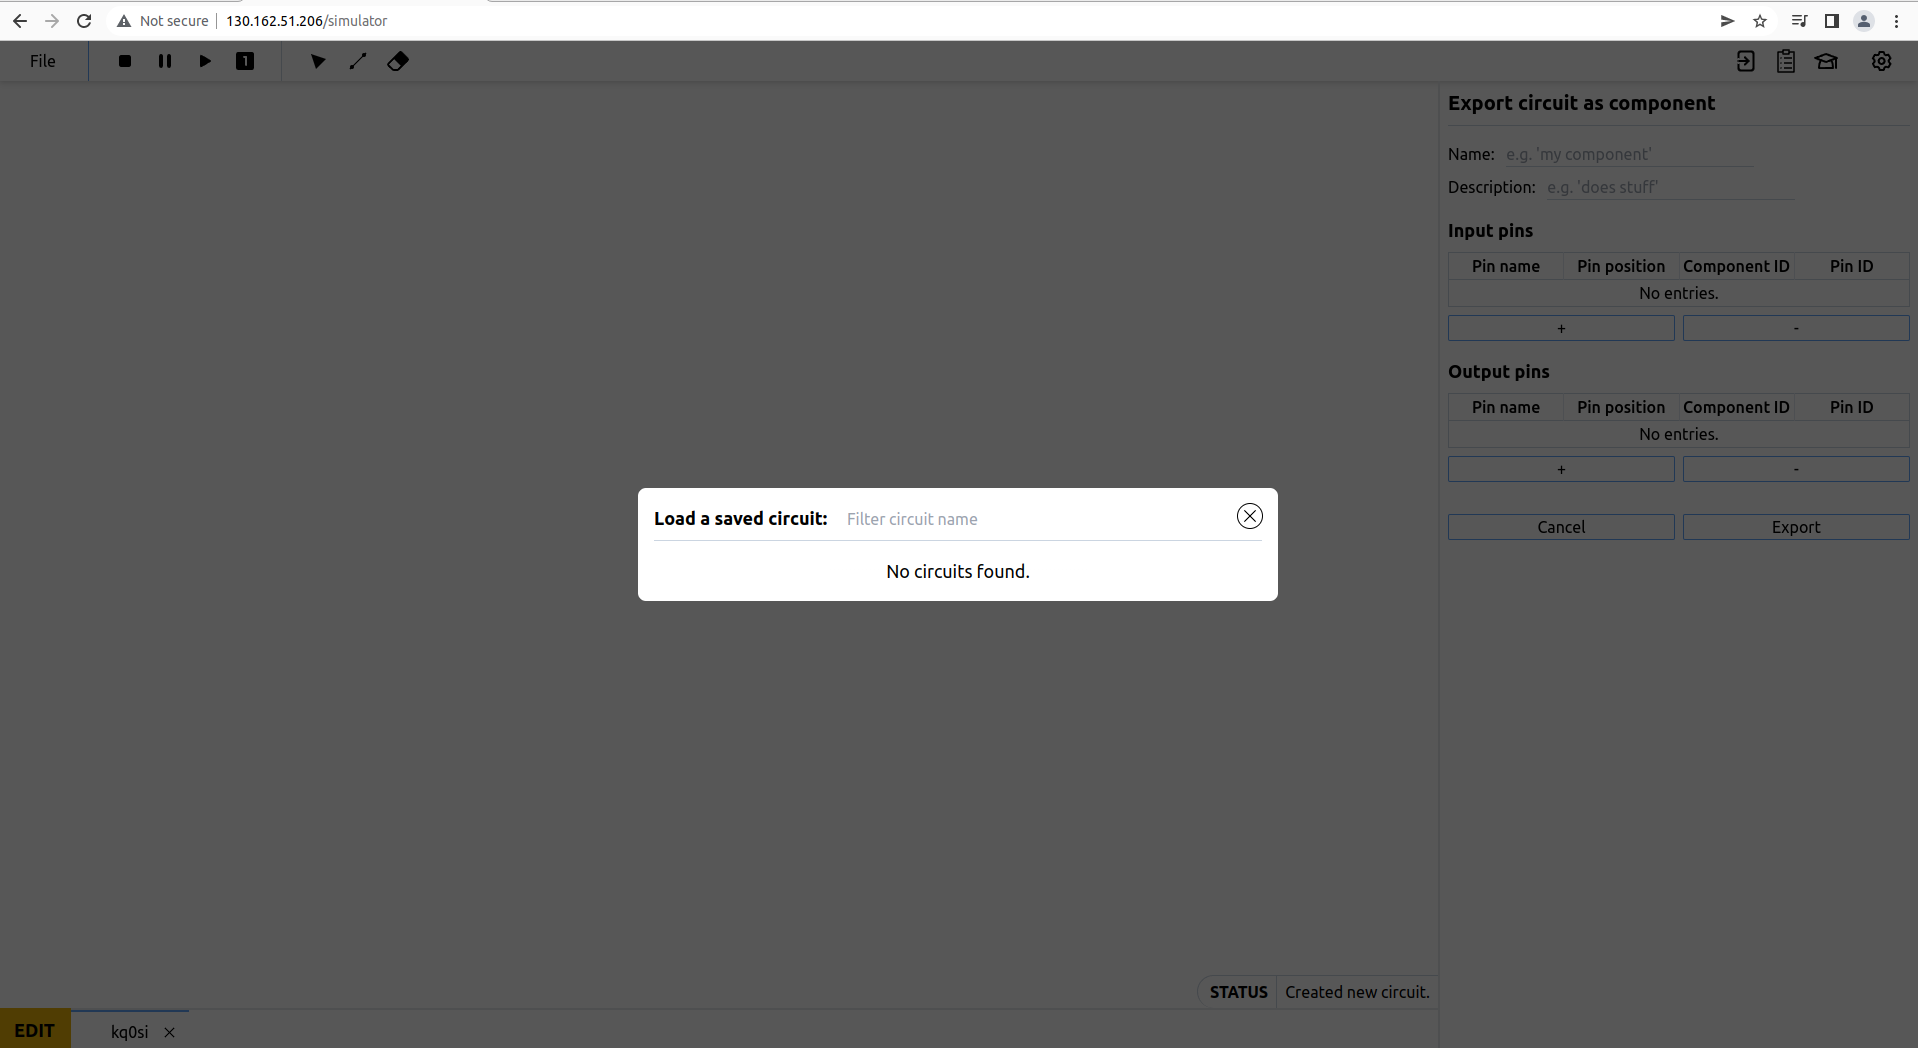 Not secure 130.162.51.206/simulator
File 1
Export circuit as component
Name: e.g. 'my component'
Description: e.g. 'does stuff'
Input pins
Pin name Pin position Component ID Pin ID
No entries.
+ -
Output pins
Pin name Pin position Component ID Pin ID
No entries.
+ -
Cancel Export
Load a saved circuit: Filter circuit name
No circuits found.
STATUS Created new circuit.
EDIT kq0si